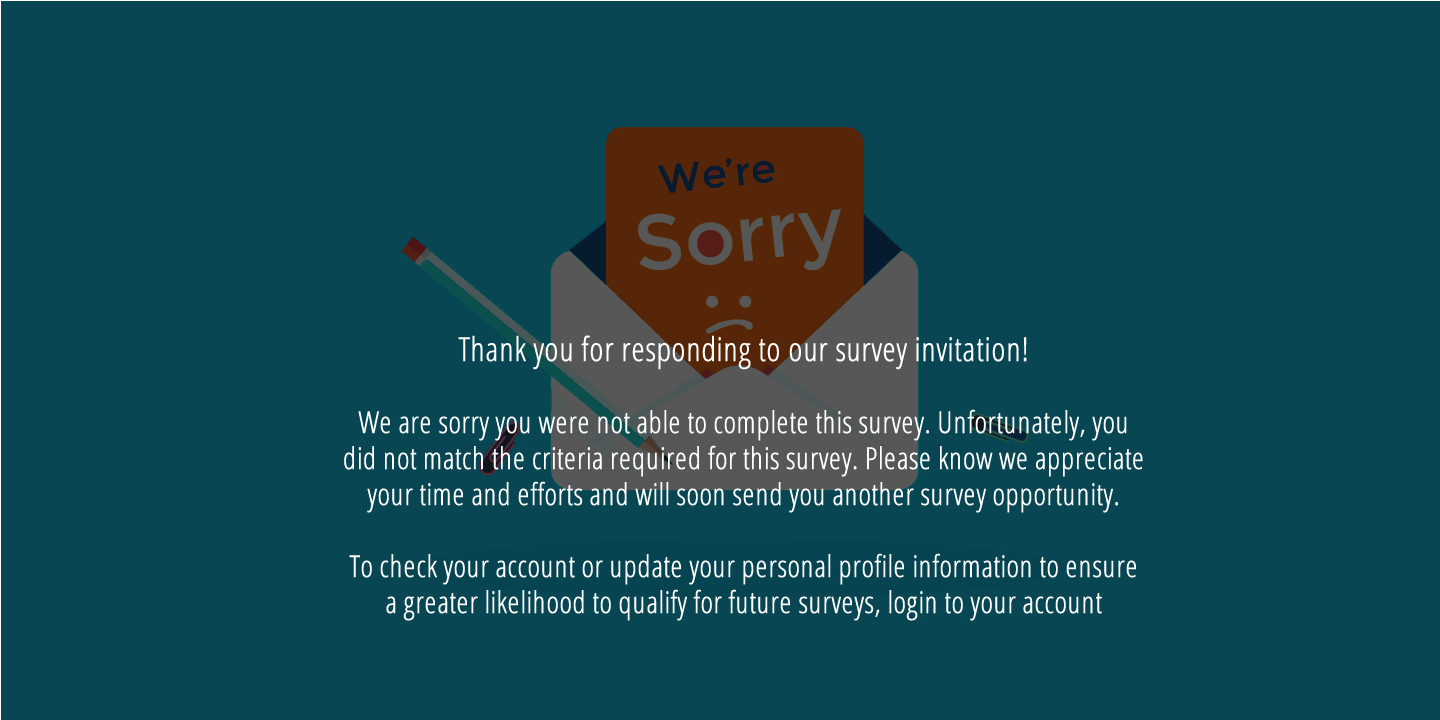 We're
Sorry
Thank you for responding to our survey invitation!
We are sorry you were not able to complete this survey. Unfortunately, you
did not match the criteria required for this survey. Please know we appreciate
your time and efforts and will soon send you another survey opportunity.
To check your account or update your personal profile information to ensure
a greater likelihood to qualify for future surveys, login to your account